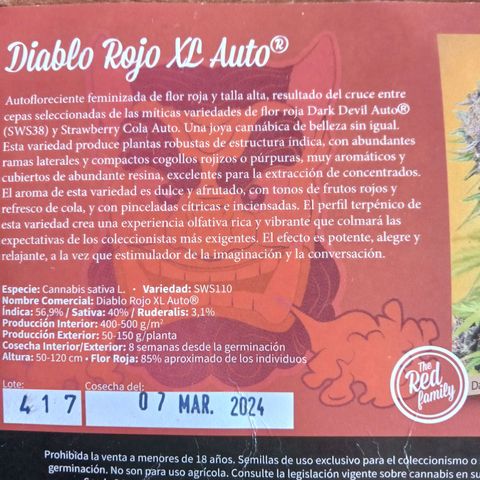 Diablo Rojo XL Auto®
Autofloreciente feminizada de flor roja y talla alta, resultado del cruce entre
cepas seleccionadas de las míticas variedades de flor roja Dark Devil Auto®
(SWS38) y Strawberry Cola Auto. Una joya cannábica de belleza sin igual.
Esta variedad produce plantas robustas de estructura índica, con abundantes
ramas laterales y compactos cogollos rojizos o púrpuras, muy aromáticos y
cubiertos de abundante resina, excelentes para la extracción de concentrados.
El aroma de esta variedad es dulce y afrutado, con tonos de frutos rojos y
refresco de cola, y con pinceladas cítricas e inciensadas. El perfil terpénico de
esta variedad crea una experiencia olfativa rica y vibrante que colmará las
expectativas de los coleccionistas más exigentes. El efecto es potente, alegre y
relajante, a la vez que estimulador de la imaginación y la conversación.
Especie: Cannabis sativa L. • Variedad: SWS110
Nombre Comercial: Diablo Rojo XL Auto®
Índica: 56,9% / Sativa: 40% / Ruderalis: 3,1%
Producción Interior: 400-500 g/m²
Producción Exterior: 50-150 g/planta
Cosecha Interior/Exterior: 8 semanas desde la germinación
Altura: 50-120 cm • Flor Roja: 85% aproximado de los individuos
The Red family
Lote: Cosecha del:
417 07 MAR. 2024
Prohibida la venta a menores de 18 años. Semillas de uso exclusivo para el coleccionismo o
germinación. No son para uso agrícola. Consulte la legislación vigente sobre cannabis en su